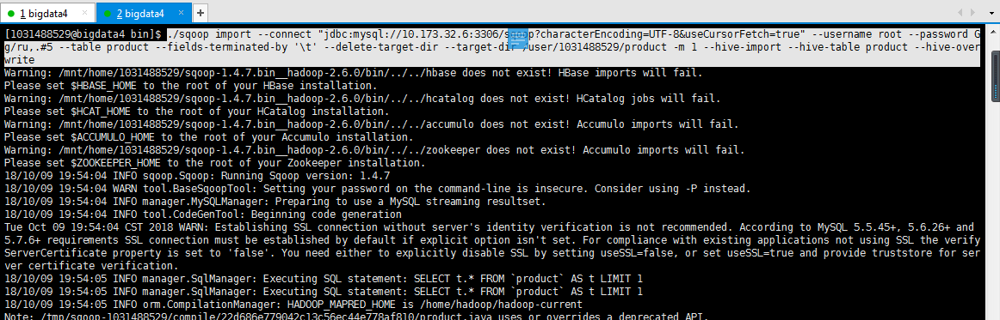 1 bigdata4 × 2 bigdata4 × +
[1031488529@bigdata4 bin]$ ./sqoop import --connect "jdbc:mysql://10.173.32.6:3306/sqoop?characterEncoding=UTF-8&useCursorFetch=true" --username root --password Gg/ru,.#5 --table product --fields-terminated-by '\t' --delete-target-dir --target-dir /user/1031488529/product -m 1 --hive-import --hive-table product --hive-over
write
Warning: /mnt/home/1031488529/sqoop-1.4.7.bin__hadoop-2.6.0/bin/../../hbase does not exist! HBase imports will fail.
Please set $HBASE_HOME to the root of your HBase installation.
Warning: /mnt/home/1031488529/sqoop-1.4.7.bin__hadoop-2.6.0/bin/../../hcatalog does not exist! HCatalog jobs will fail.
Please set $HCAT_HOME to the root of your HCatalog installation.
Warning: /mnt/home/1031488529/sqoop-1.4.7.bin__hadoop-2.6.0/bin/../../accumulo does not exist! Accumulo imports will fail.
Please set $ACCUMULO_HOME to the root of your Accumulo installation.
Warning: /mnt/home/1031488529/sqoop-1.4.7.bin__hadoop-2.6.0/bin/../../zookeeper does not exist! Accumulo imports will fail.
Please set $ZOOKEEPER_HOME to the root of your Zookeeper installation.
18/10/09 19:54:04 INFO sqoop.Sqoop: Running Sqoop version: 1.4.7
18/10/09 19:54:04 WARN tool.BaseSqoopTool: Setting your password on the command-line is insecure. Consider using -P instead.
18/10/09 19:54:04 INFO manager.MySQLManager: Preparing to use a MySQL streaming resultset.
18/10/09 19:54:04 INFO tool.CodeGenTool: Beginning code generation
Tue Oct 09 19:54:04 CST 2018 WARN: Establishing SSL connection without server's identity verification is not recommended. According to MySQL 5.5.45+, 5.6.26+ and
5.7.6+ requirements SSL connection must be established by default if explicit option isn't set. For compliance with existing applications not using SSL the verify
ServerCertificate property is set to 'false'. You need either to explicitly disable SSL by setting useSSL=false, or set useSSL=true and provide truststore for ser
ver certificate verification.
18/10/09 19:54:05 INFO manager.SqlManager: Executing SQL statement: SELECT t.* FROM `product` AS t LIMIT 1
18/10/09 19:54:05 INFO manager.SqlManager: Executing SQL statement: SELECT t.* FROM `product` AS t LIMIT 1
18/10/09 19:54:05 INFO orm.CompilationManager: HADOOP_MAPRED_HOME is /home/hadoop/hadoop-current
Note: /tmp/sqoop-1031488529/compile/22d686e779042c13c56ec44e778af810/product.java uses or overrides a deprecated API.